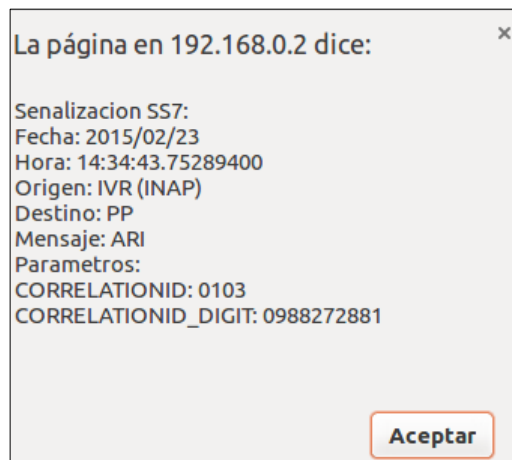 La página en 192.168.0.2 dice:
×
Senalizacion SS7:
Fecha: 2015/02/23
Hora: 14:34:43.75289400
Origen: IVR (INAP)
Destino: PP
Mensaje: ARI
Parametros:
CORRELATIONID: 0103
CORRELATIONID_DIGIT: 0988272881
Aceptar